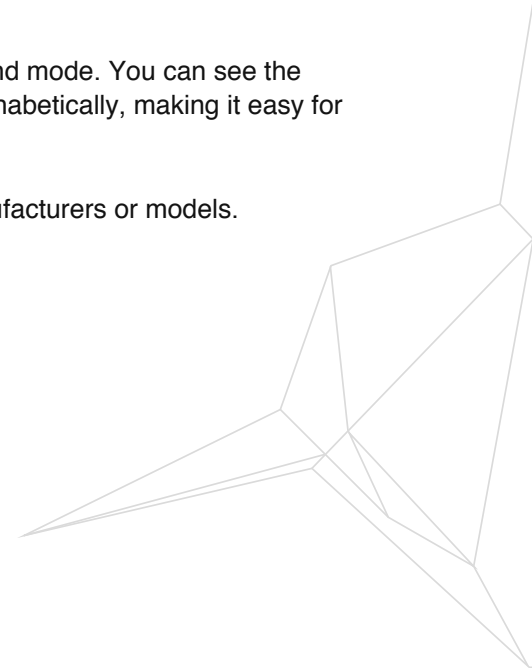 nd mode. You can see the
habetically, making it easy for
ufacturers or models.